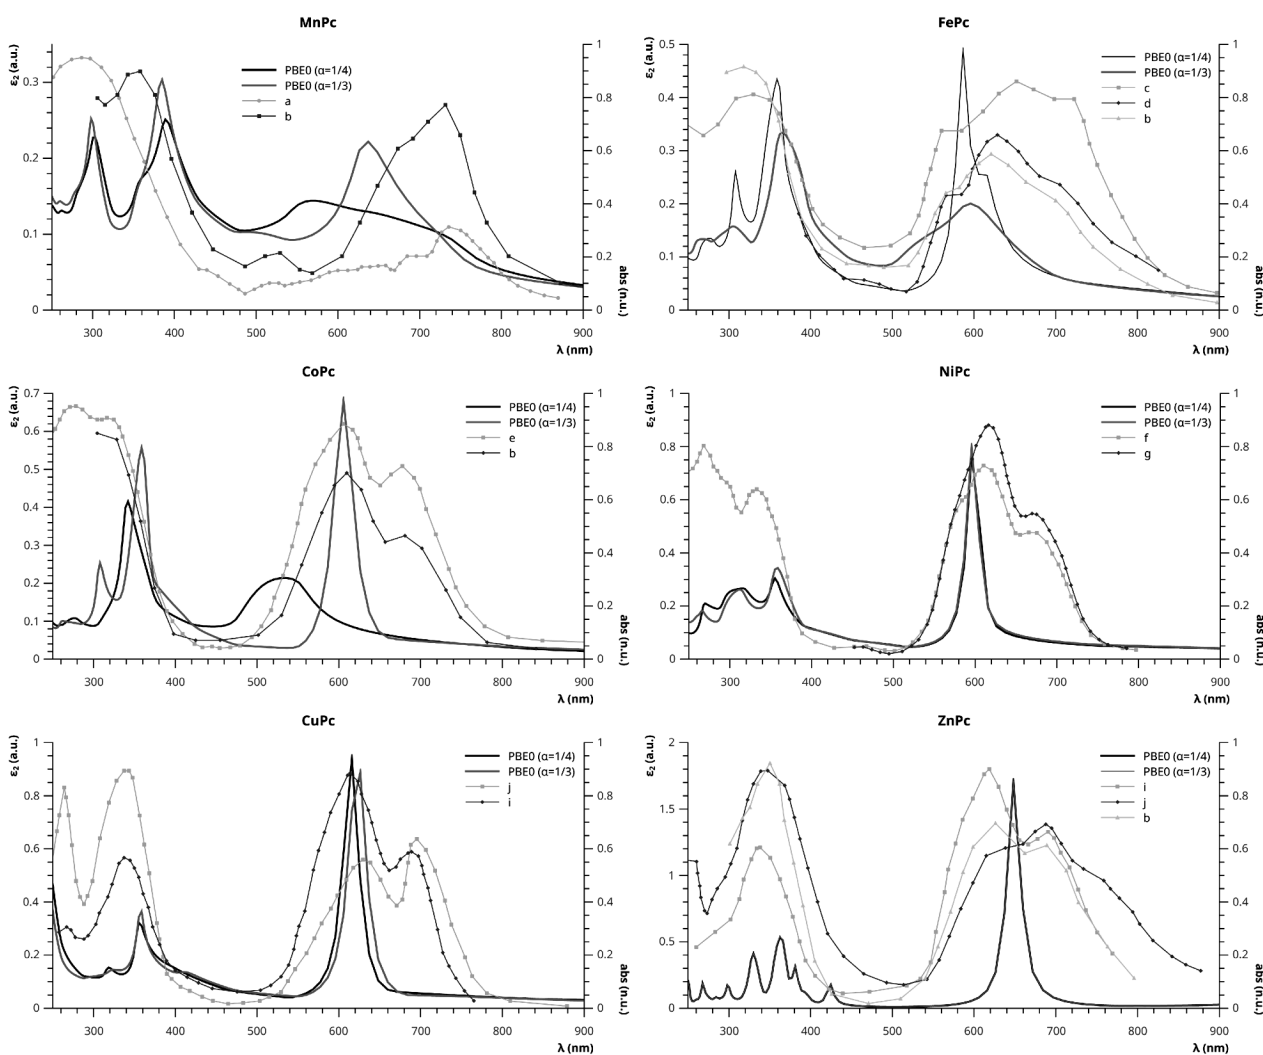 MnPc
ε₂ (a.u.)
0.3
0.2
0.1
0
PBE0 (α=1/4)
PBE0 (α=1/3)
a
b
1
0.8
0.6
0.4
0.2
0
abs (n.u.)
300 400 500 600 700 800 900
λ (nm)
FePc
ε₂ (a.u.)
0.5
0.4
0.3
0.2
0.1
0
PBE0 (α=1/4)
PBE0 (α=1/3)
c
d
b
1
0.8
0.6
0.4
0.2
0
abs (n.u.)
300 400 500 600 700 800 900
λ (nm)
CoPc
ε₂ (a.u.)
0.7
0.6
0.5
0.4
0.3
0.2
0.1
0
PBE0 (α=1/4)
PBE0 (α=1/3)
e
b
1
0.8
0.6
0.4
0.2
0
abs (n.u.)
300 400 500 600 700 800 900
λ (nm)
NiPc
ε₂ (a.u.)
1
0.8
0.6
0.4
0.2
0
PBE0 (α=1/4)
PBE0 (α=1/3)
f
g
1
0.8
0.6
0.4
0.2
0
abs (n.u.)
300 400 500 600 700 800 900
λ (nm)
CuPc
ε₂ (a.u.)
1
0.8
0.6
0.4
0.2
0
PBE0 (α=1/4)
PBE0 (α=1/3)
j
i
1
0.8
0.6
0.4
0.2
0
abs (n.u.)
300 400 500 600 700 800 900
λ (nm)
ZnPc
ε₂ (a.u.)
2
1.5
1
0.5
0
PBE0 (α=1/4)
PBE0 (α=1/3)
i
j
b
1
0.8
0.6
0.4
0.2
0
abs (n.u.)
300 400 500 600 700 800 900
λ (nm)